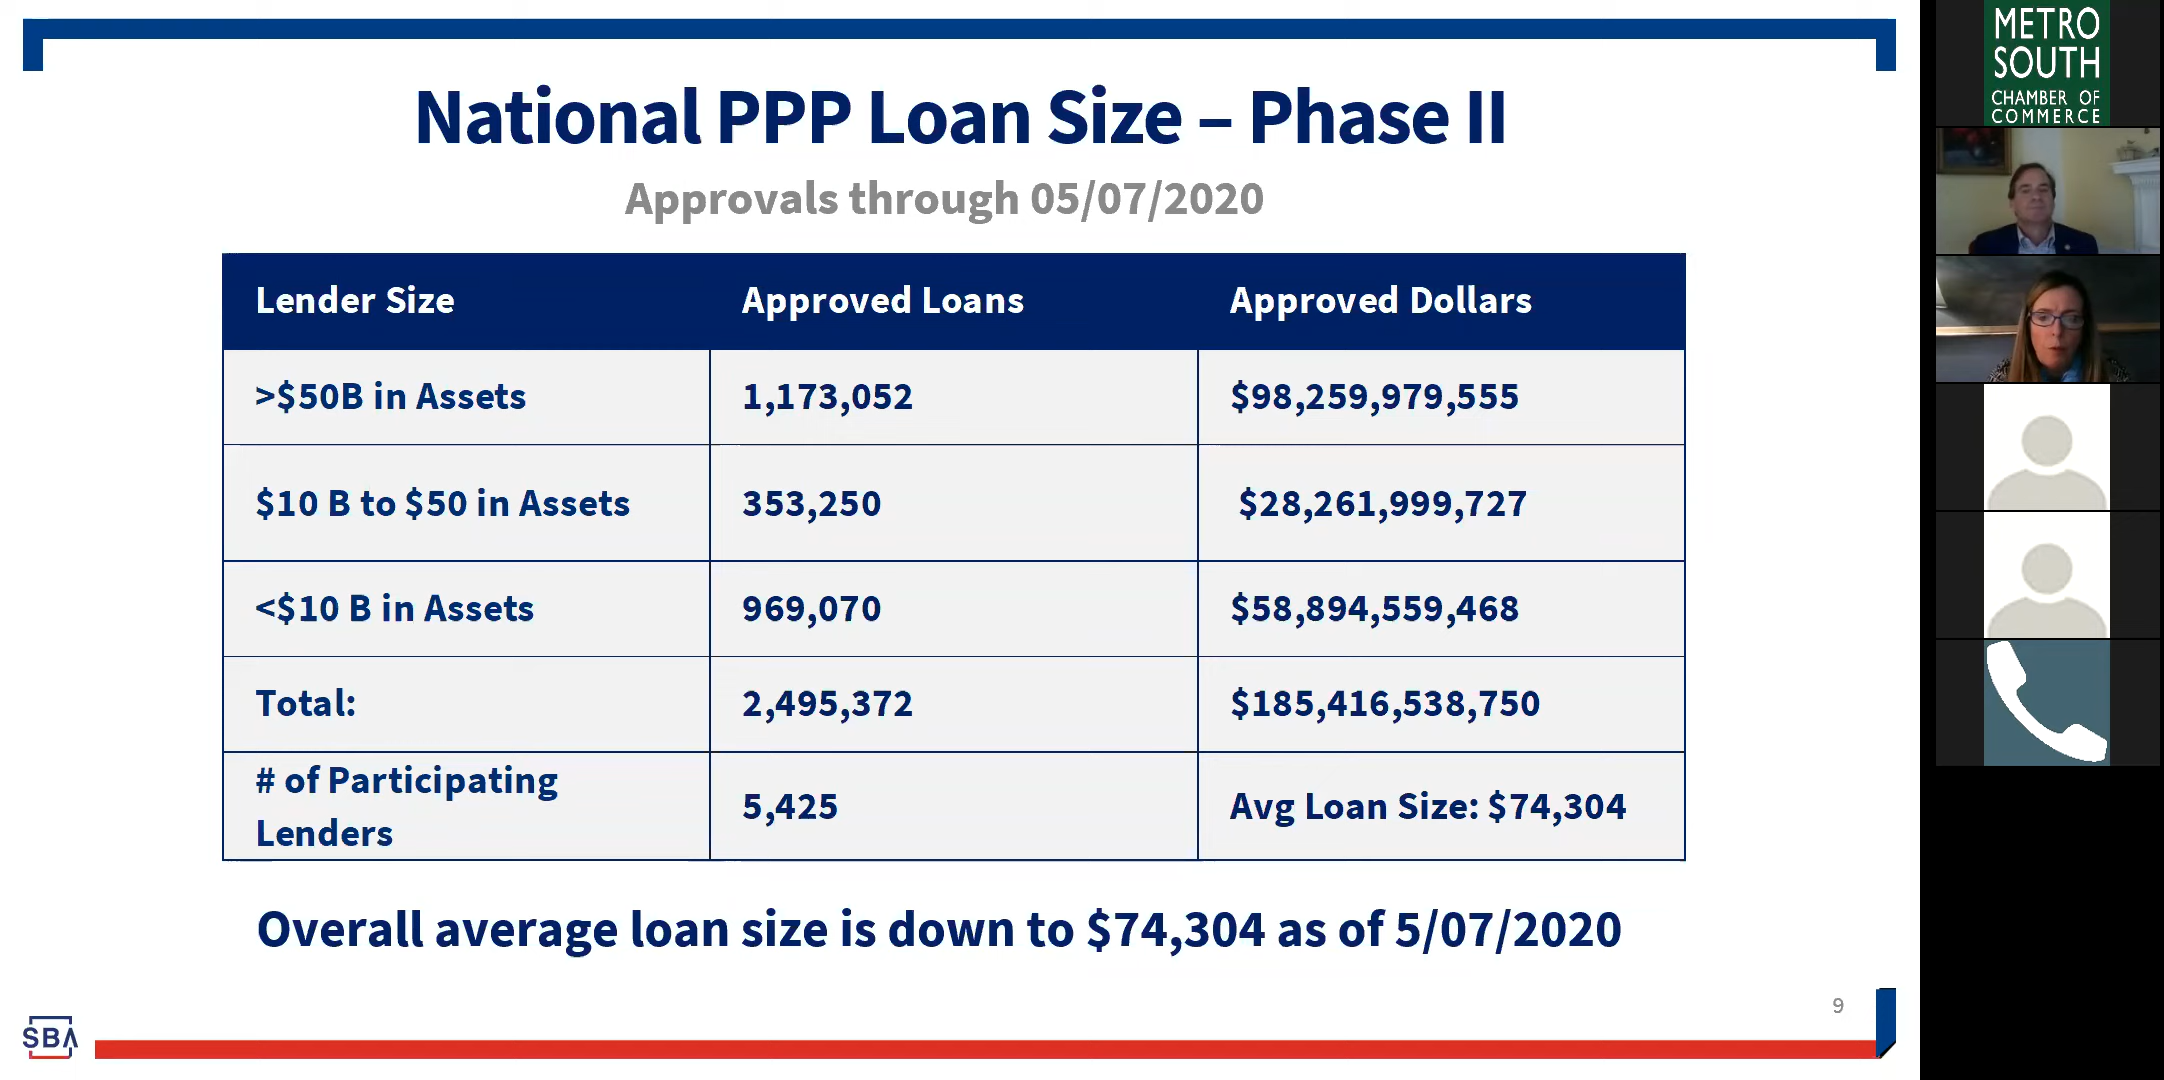 National PPP Loan Size – Phase II
Approvals through 05/07/2020
Lender Size Approved Loans Approved Dollars
>$50B in Assets 1,173,052 $98,259,979,555
$10 B to $50 in Assets 353,250 $28,261,999,727
<$10 B in Assets 969,070 $58,894,559,468
Total: 2,495,372 $185,416,538,750
# of Participating
Lenders 5,425 Avg Loan Size: $74,304
Overall average loan size is down to $74,304 as of 5/07/2020
9
SBA
METRO
SOUTH
CHAMBER OF
COMMERCE